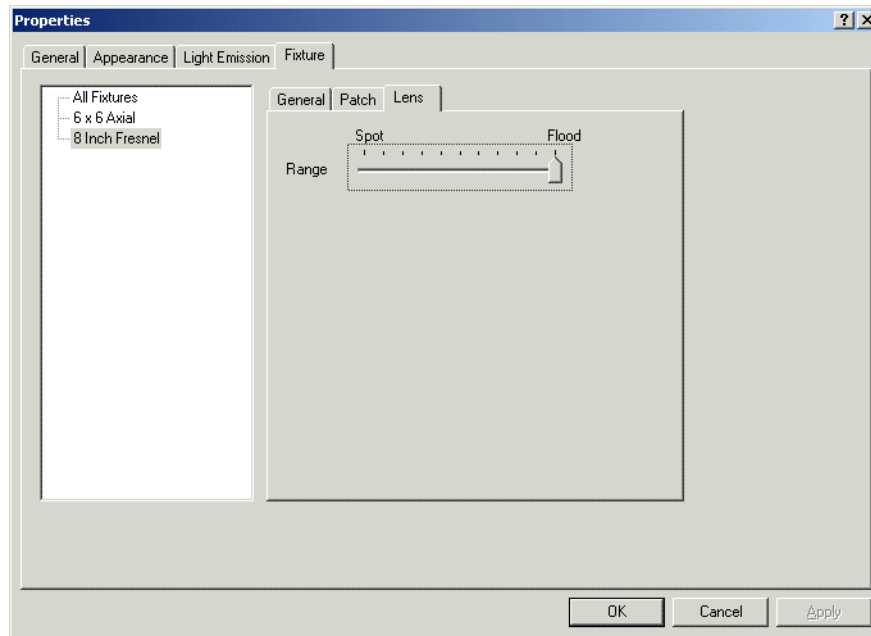 Properties
General Appearance Light Emission Fixture
All Fixtures
6 x 6 Axial
8 Inch Fresnel
General Patch Lens
Spot Flood
Range
OK Cancel Apply